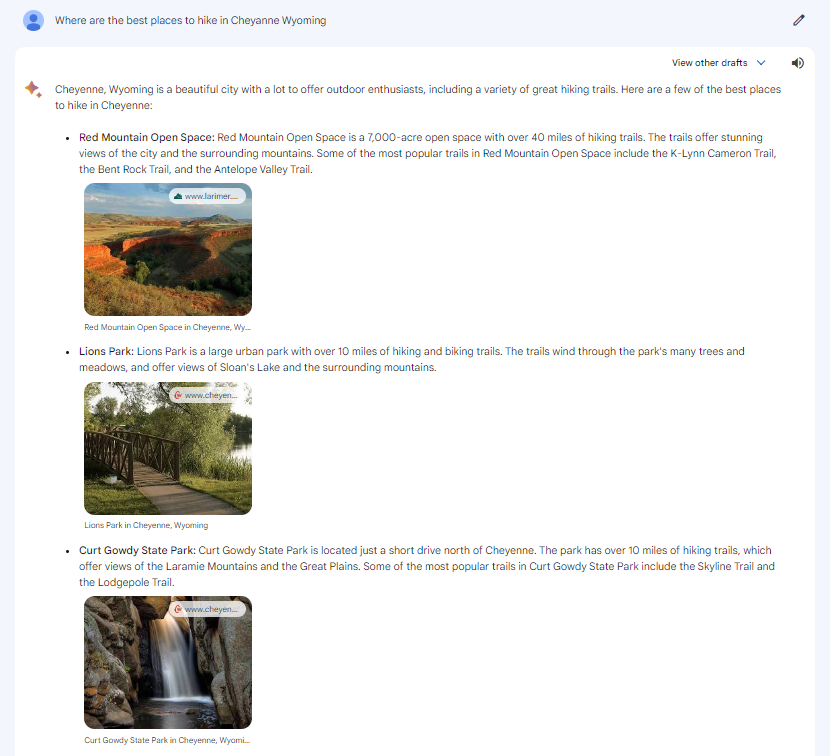 Where are the best places to hike in Cheyanne Wyoming
View other drafts
Cheyenne, Wyoming is a beautiful city with a lot to offer outdoor enthusiasts, including a variety of great hiking trails. Here are a few of the best places
to hike in Cheyenne:
• Red Mountain Open Space: Red Mountain Open Space is a 7,000-acre open space with over 40 miles of hiking trails. The trails offer stunning
views of the city and the surrounding mountains. Some of the most popular trails in Red Mountain Open Space include the K-Lynn Cameron Trail,
the Bent Rock Trail, and the Antelope Valley Trail.
www.larimer....
Red Mountain Open Space in Cheyenne, Wy...
• Lions Park: Lions Park is a large urban park with over 10 miles of hiking and biking trails. The trails wind through the park's many trees and
meadows, and offer views of Sloan's Lake and the surrounding mountains.
www.cheyen...
Lions Park in Cheyenne, Wyoming
• Curt Gowdy State Park: Curt Gowdy State Park is located just a short drive north of Cheyenne. The park has over 10 miles of hiking trails, which
offer views of the Laramie Mountains and the Great Plains. Some of the most popular trails in Curt Gowdy State Park include the Skyline Trail and
the Lodgepole Trail.
www.cheyen...
Curt Gowdy State Park in Cheyenne, Wyomi...